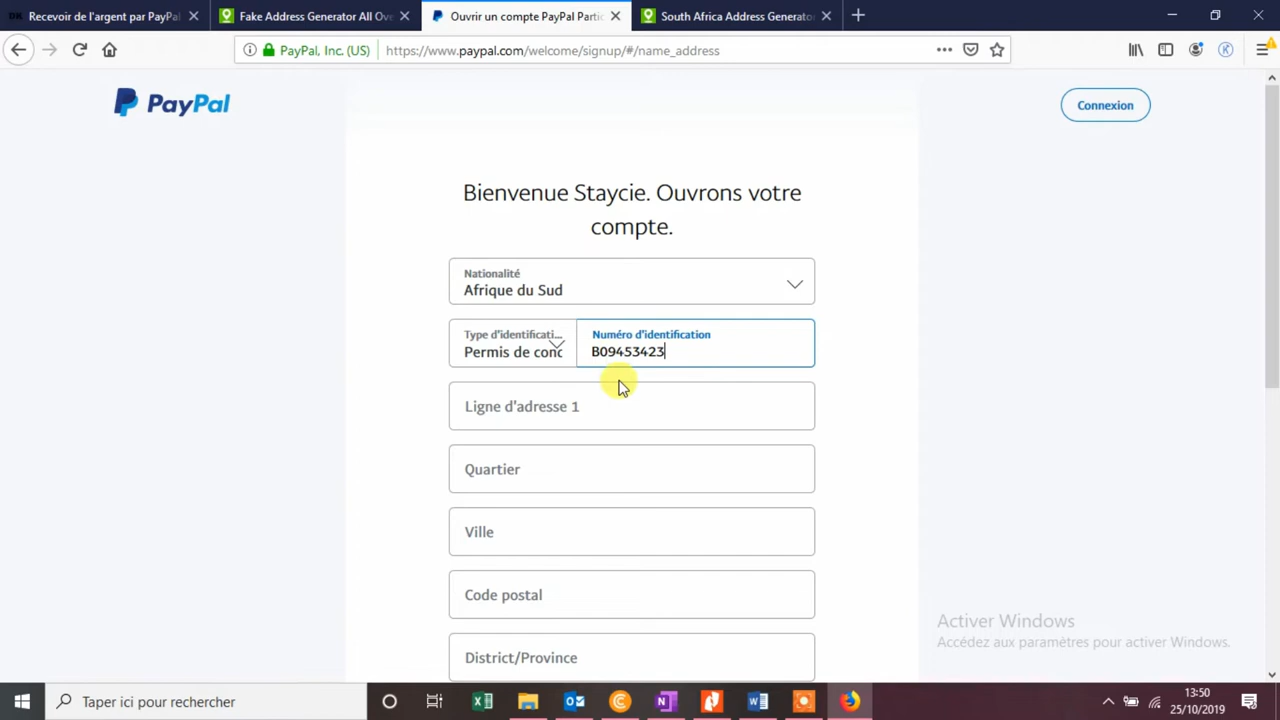 Recevoir de l'argent par PayPal
Fake Address Generator All Ove
Ouvrir un compte PayPal Partic
South Africa Address Generator
PayPal, Inc. (US)
https://www.paypal.com/welcome/signup/#/name_address
PayPal
Connexion
Bienvenue Staycie. Ouvrons votre
compte.
Nationalité
Afrique du Sud
Type d'identificati...
Permis de conc
Numéro d'identification
B09453423
Ligne d'adresse 1
Quartier
Ville
Code postal
District/Province
Activer Windows
Accédez aux paramètres pour activer Windows.
Taper ici pour rechercher
13:50
25/10/2019